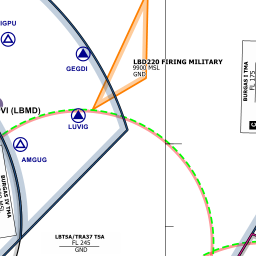 IGPU
GEGDI
LBD220 FIRING MILITARY
9900 MSL
GND
BURGAS I TMA
FL 175
VI (LBMD)
LUVIG
AMGUG
BURGAS IV TMA
LBTSA/TRA37 TSA
FL 245
GND